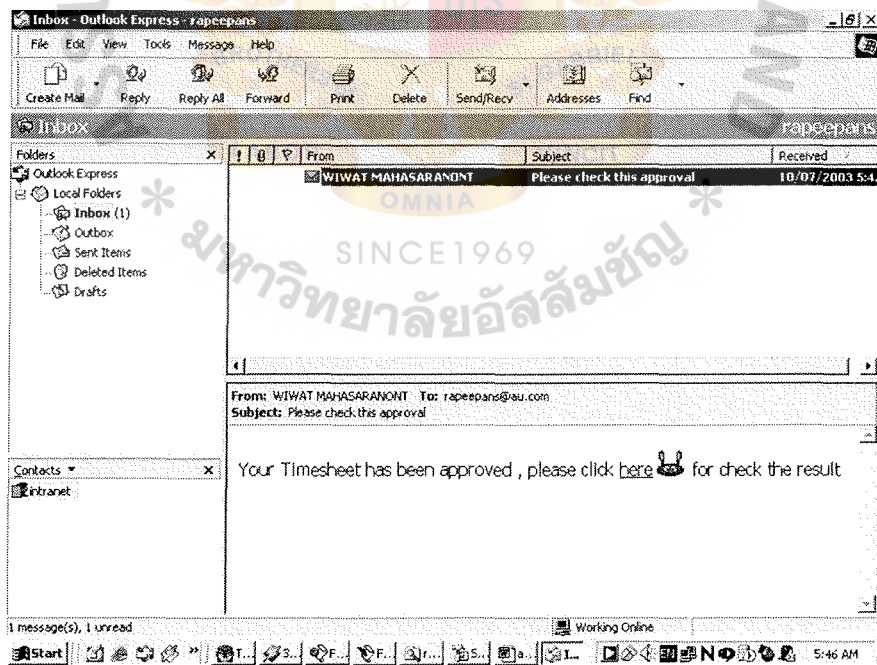 Inbox - Outlook Express - rapeepans
File Edit View Tools Message Help
Create Mail Reply Reply All Forward Print Delete Send/Recv Addresses Find
Inbox rapeepans
Folders × ! From Subject Received
Outlook Express
WIWAT MAHASARANONT Please check this approval 10/07/2003 5:4
Local Folders
Inbox (1)
Outbox
Sent Items
Deleted Items
Drafts
OMNIA
SINCE1969
มหาวิทยาลัยอัสสัมชัญ
From: WIWAT MAHASARANONT To: rapeepans@au.com
Subject: Please check this approval
Contacts ×
intranet
Your Timesheet has been approved , please click here for check the result
1 message(s), 1 unread Working Online
Start 5:46 AM